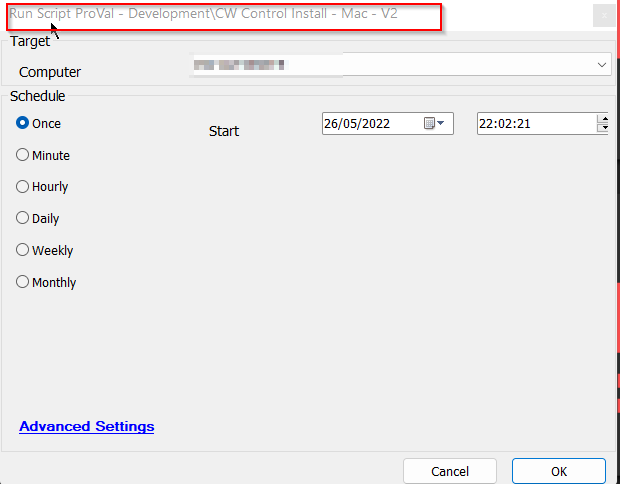 Run Script ProVal - Development\CW Control Install - Mac - V2
Target
Computer
Schedule
Once
Start
26/05/2022
22:02:21
Minute
Hourly
Daily
Weekly
Monthly
Advanced Settings
Cancel
OK